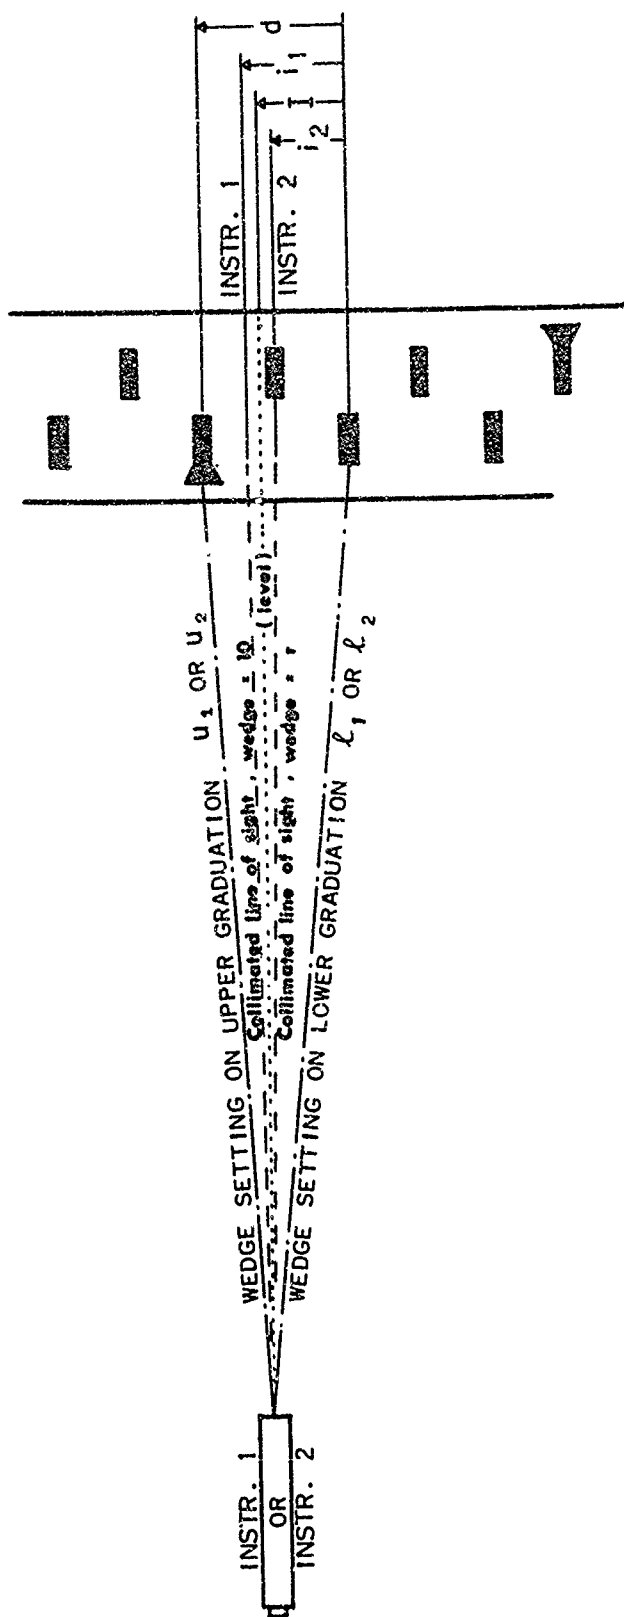 INSTR. 1
OR
INSTR. 2
WEDGE SETTING ON UPPER GRADUATION u₁ OR u₂
Collimated line of sight , wedge = 10
(level)
Collimated line of sight , wedge = r
WEDGE SETTING ON LOWER GRADUATION ℓ₁ OR ℓ₂
INSTR. 1
INSTR. 2
d
i₁
I
i₂